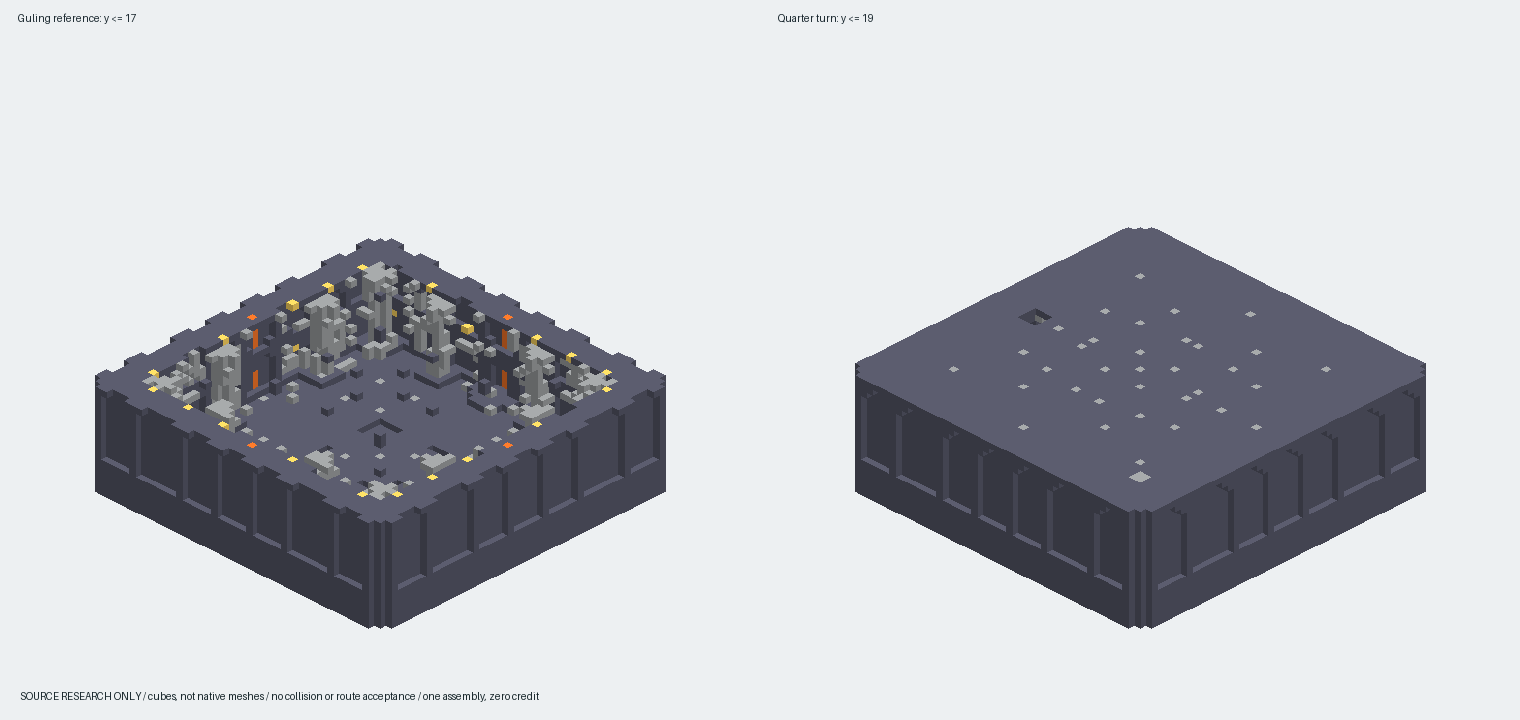 Guling reference: y <= 17
Quarter turn: y <= 19
SOURCE RESEARCH ONLY / cubes, not native meshes / no collision or route acceptance / one assembly, zero credit